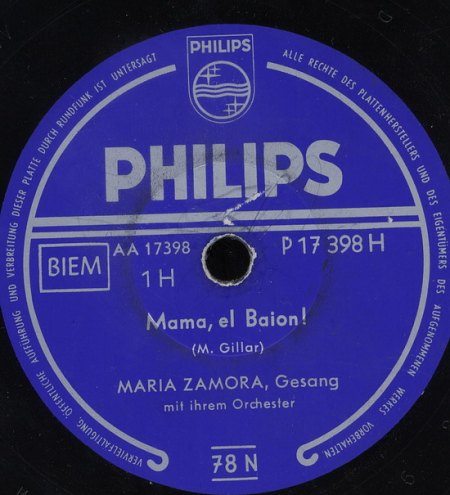 PHILIPS
ALLE RECHTE DES PLATTENHERSTELLERS UND DES EIGENTÜMERS DES AUFGENOMMENEN WERKES VORBEHALTEN
VERVIELFÄLTIGUNG ÖFFENTLICHE AUFFÜHRUNG UND VERBREITUNG DIESER PLATTE DURCH RUNDFUNK IST UNTERSAGT
PHILIPS
BIEM
AA 17398
P 17 398 H
1 H
Mama, el Baion!
(M. Gillar)
MARIA ZAMORA, Gesang
mit ihrem Orchester
78 N